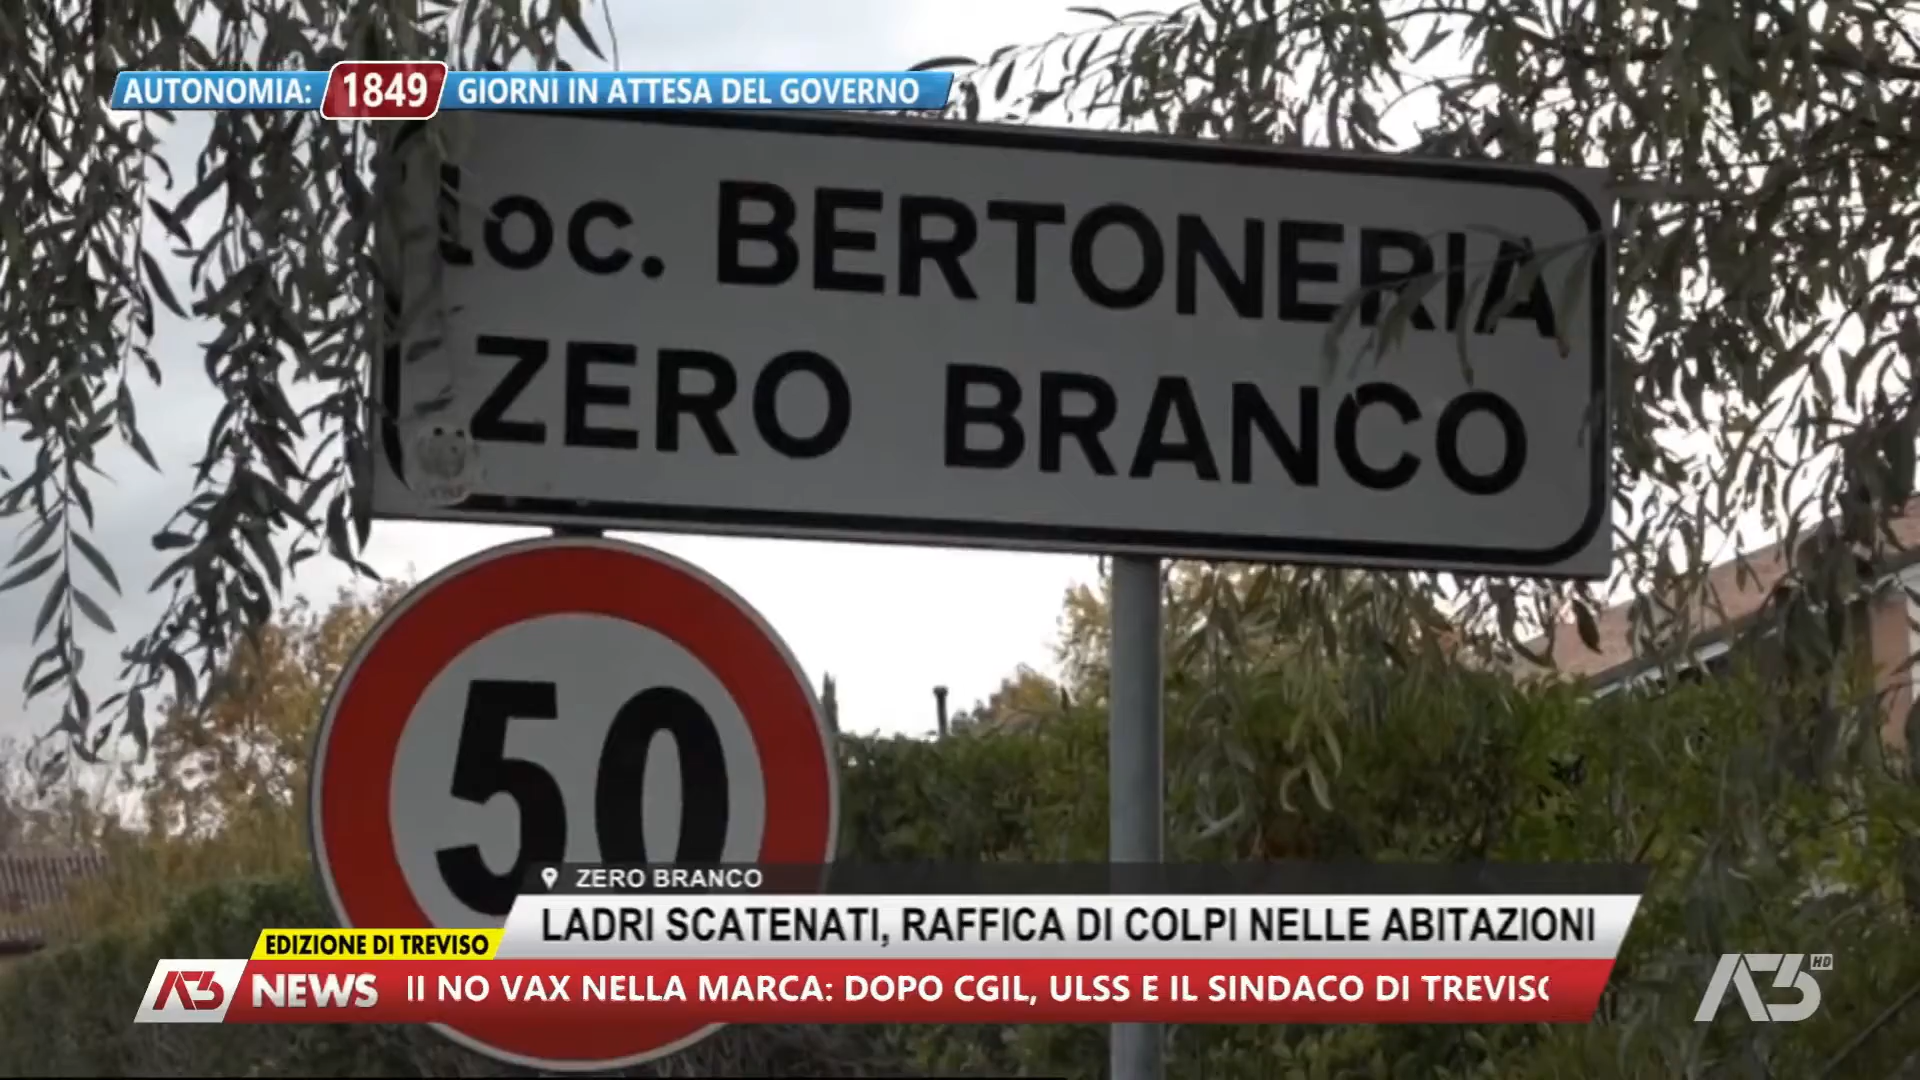 AUTONOMIA: 1849 GIORNI IN ATTESA DEL GOVERNO
Loc. BERTONERIA
ZERO BRANCO
50
ZERO BRANCO
LADRI SCATENATI, RAFFICA DI COLPI NELLE ABITAZIONI
EDIZIONE DI TREVISO
A3 NEWS NO VAX NELLA MARCA: DOPO CGIL, ULSS E IL SINDACO DI TREVISO
A3 HD